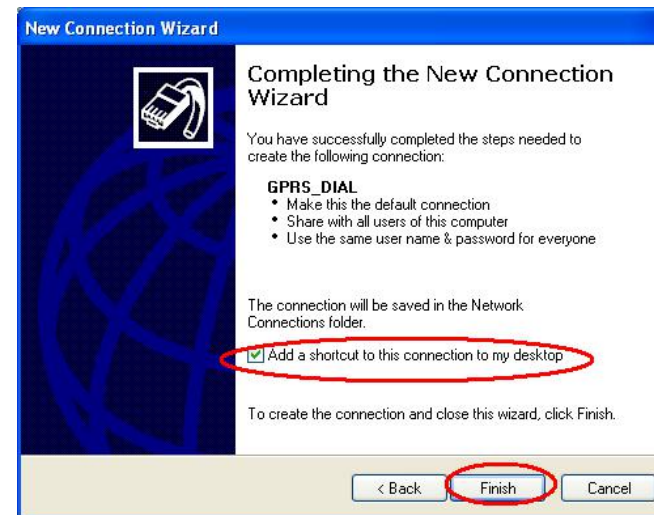 New Connection Wizard
Completing the New Connection
Wizard
You have successfully completed the steps needed to
create the following connection:
GPRS_DIAL
• Make this the default connection
• Share with all users of this computer
• Use the same user name & password for everyone
The connection will be saved in the Network
Connections folder.
Add a shortcut to this connection to my desktop
To create the connection and close this wizard, click Finish.
< Back Finish Cancel